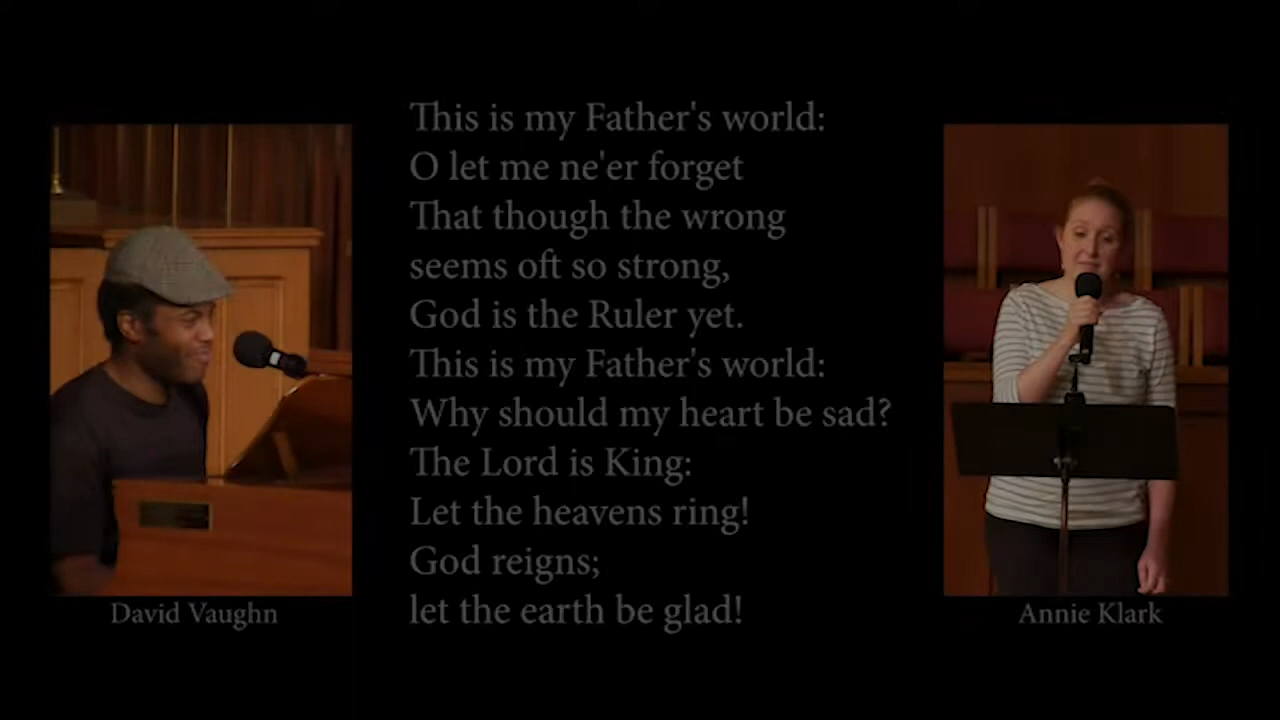 This is my Father's world:
O let me ne'er forget
That though the wrong
seems oft so strong,
God is the Ruler yet.
This is my Father's world:
Why should my heart be sad?
The Lord is King:
Let the heavens ring!
God reigns;
let the earth be glad!
David Vaughn
Annie Klark